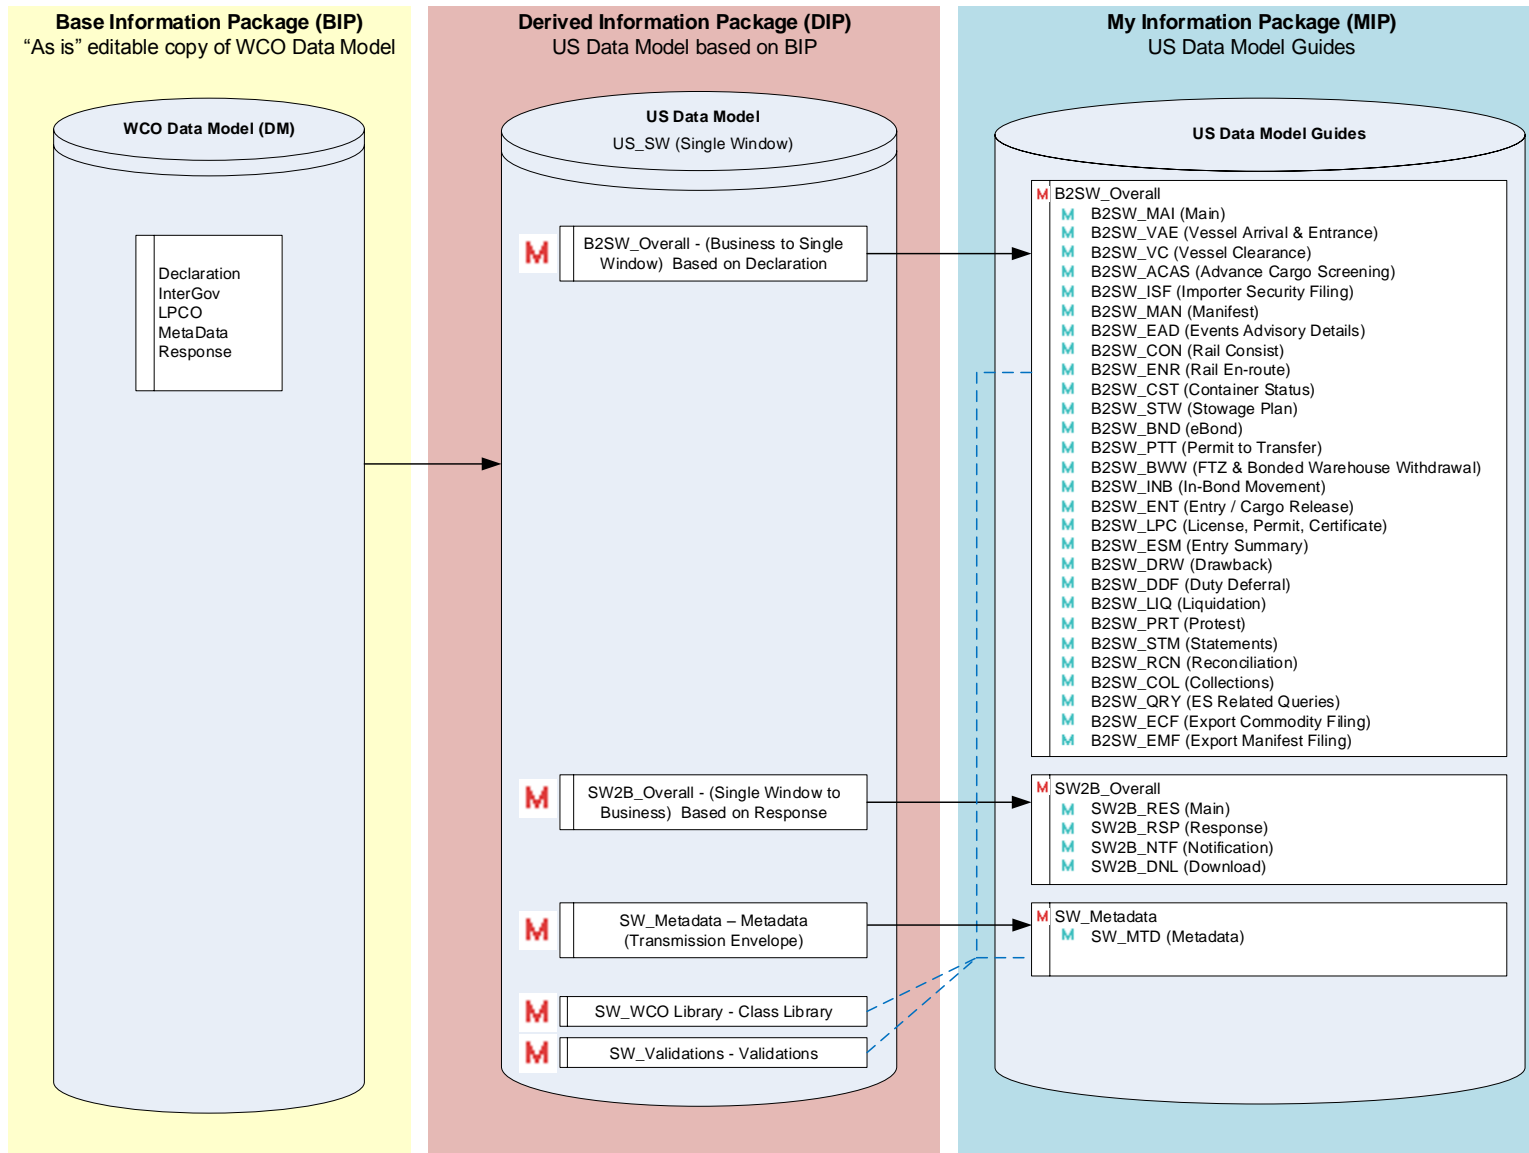 Base Information Package (BIP)
“As is” editable copy of WCO Data Model
WCO Data Model (DM)
Declaration
InterGov
LPCO
MetaData
Response
Derived Information Package (DIP)
US Data Model based on BIP
US Data Model
US_SW (Single Window)
M
B2SW_Overall - (Business to Single
Window) Based on Declaration
M
SW2B_Overall - (Single Window to
Business) Based on Response
M
SW_Metadata – Metadata
(Transmission Envelope)
M
SW_WCO Library - Class Library
M
SW_Validations - Validations
My Information Package (MIP)
US Data Model Guides
US Data Model Guides
M B2SW_Overall
M B2SW_MAI (Main)
M B2SW_VAE (Vessel Arrival & Entrance)
M B2SW_VC (Vessel Clearance)
M B2SW_ACAS (Advance Cargo Screening)
M B2SW_ISF (Importer Security Filing)
M B2SW_MAN (Manifest)
M B2SW_EAD (Events Advisory Details)
M B2SW_CON (Rail Consist)
M B2SW_ENR (Rail En-route)
M B2SW_CST (Container Status)
M B2SW_STW (Stowage Plan)
M B2SW_BND (eBond)
M B2SW_PTT (Permit to Transfer)
M B2SW_BWW (FTZ & Bonded Warehouse Withdrawal)
M B2SW_INB (In-Bond Movement)
M B2SW_ENT (Entry / Cargo Release)
M B2SW_LPC (License, Permit, Certificate)
M B2SW_ESM (Entry Summary)
M B2SW_DRW (Drawback)
M B2SW_DDF (Duty Deferral)
M B2SW_LIQ (Liquidation)
M B2SW_PRT (Protest)
M B2SW_STM (Statements)
M B2SW_RCN (Reconciliation)
M B2SW_COL (Collections)
M B2SW_QRY (ES Related Queries)
M B2SW_ECF (Export Commodity Filing)
M B2SW_EMF (Export Manifest Filing)
M SW2B_Overall
M SW2B_RES (Main)
M SW2B_RSP (Response)
M SW2B_NTF (Notification)
M SW2B_DNL (Download)
M SW_Metadata
M SW_MTD (Metadata)